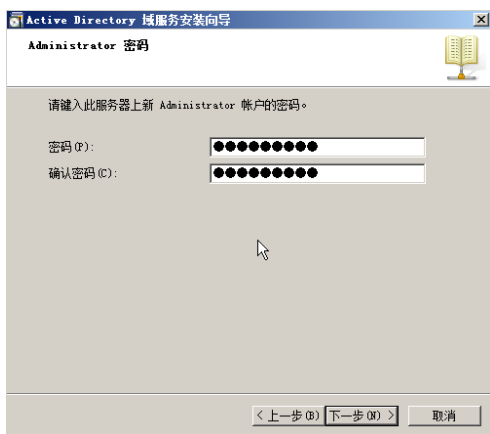 Active Directory 域服务安装向导
Administrator 密码
请键入此服务器上新 Administrator 帐户的密码。
密码(P):
●●●●●●●●●
确认密码(C):
●●●●●●●●●
< 上一步(B) 下一步(N) > 取消